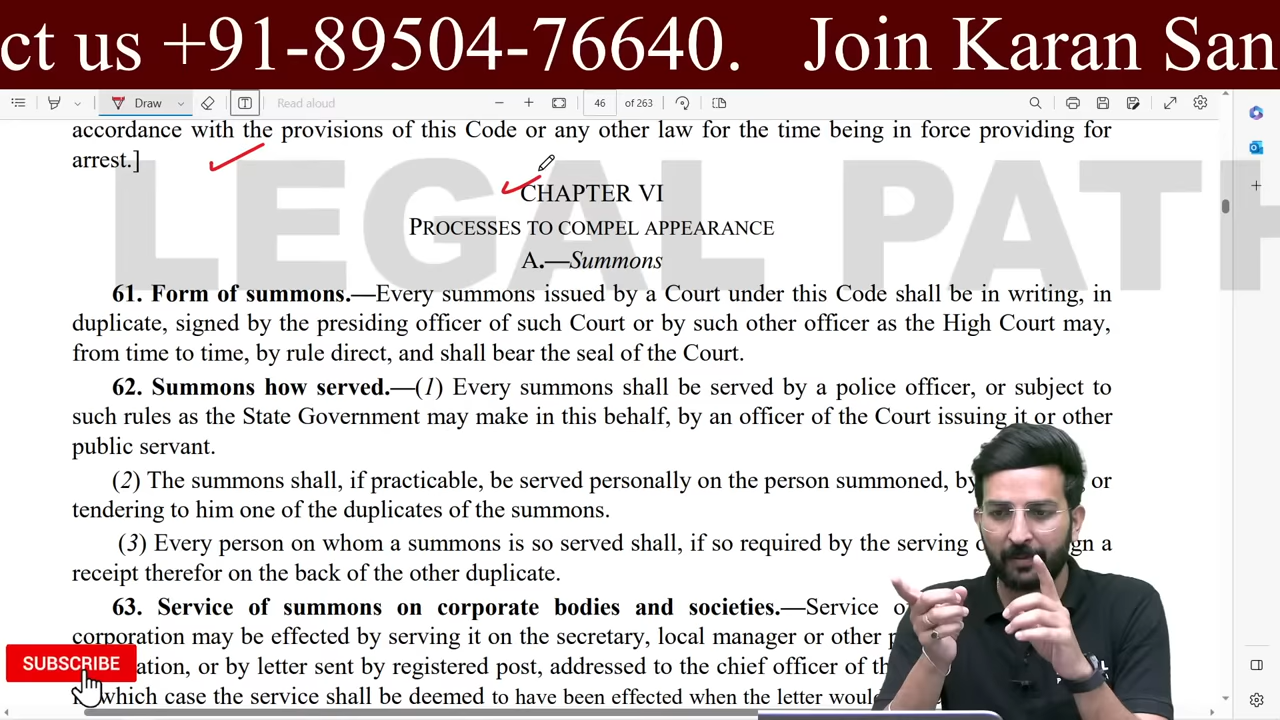 ct us +91-89504-76640. Join Karan San
Draw
Read aloud
46 of 263
accordance with the provisions of this Code or any other law for the time being in force providing for
arrest.]
LEGAL PATH
CHAPTER VI
PROCESSES TO COMPEL APPEARANCE
A.—Summons
61. Form of summons.—Every summons issued by a Court under this Code shall be in writing, in
duplicate, signed by the presiding officer of such Court or by such other officer as the High Court may,
from time to time, by rule direct, and shall bear the seal of the Court.
62. Summons how served.—(1) Every summons shall be served by a police officer, or subject to
such rules as the State Government may make in this behalf, by an officer of the Court issuing it or other
public servant.
(2) The summons shall, if practicable, be served personally on the person summoned, by or
tendering to him one of the duplicates of the summons.
(3) Every person on whom a summons is so served shall, if so required by the serving a
receipt therefor on the back of the other duplicate.
63. Service of summons on corporate bodies and societies.—Service
corporation may be effected by serving it on the secretary, local manager or other
or by letter sent by registered post, addressed to the chief officer of
which case the service shall be deemed to have been effected when the letter would
SUBSCRIBE